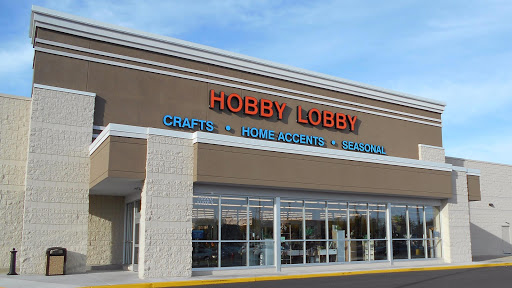 HOBBY LOBBY
CRAFTS • HOME ACCENTS • SEASONAL